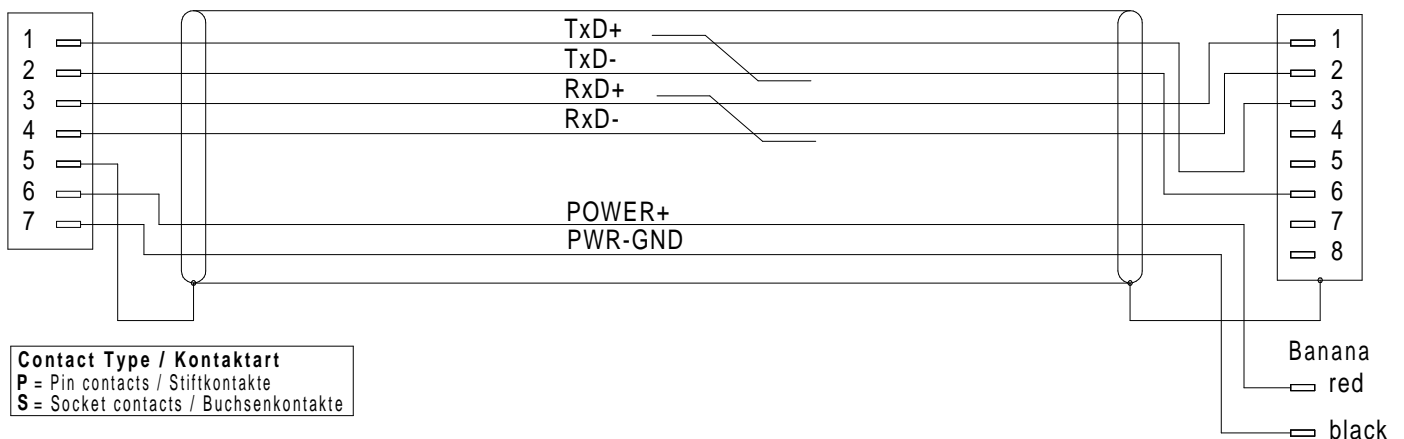 1
2
3
4
5
6
7
TxD+
TxD-
RxD+
RxD-
POWER+
PWR-GND
1
2
3
4
5
6
7
8
Banana
red
black
Contact Type / Kontaktart
P = Pin contacts / Stiftkontakte
S = Socket contacts / Buchsenkontakte